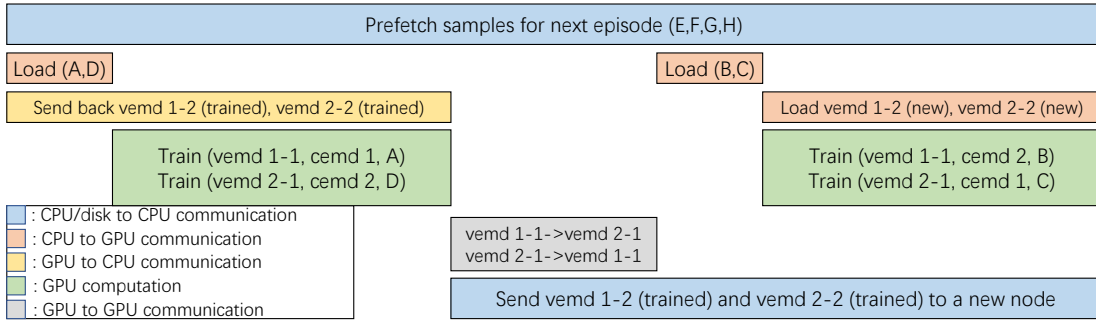 Prefetch samples for next episode (E,F,G,H)
Load (A,D)
Load (B,C)
Send back vemd 1-2 (trained), vemd 2-2 (trained)
Load vemd 1-2 (new), vemd 2-2 (new)
Train (vemd 1-1, cemd 1, A)
Train (vemd 2-1, cemd 2, D)
Train (vemd 1-1, cemd 2, B)
Train (vemd 2-1, cemd 1, C)
: CPU/disk to CPU communication
: CPU to GPU communication
: GPU to CPU communication
: GPU computation
: GPU to GPU communication
vemd 1-1->vemd 2-1
vemd 2-1->vemd 1-1
Send vemd 1-2 (trained) and vemd 2-2 (trained) to a new node